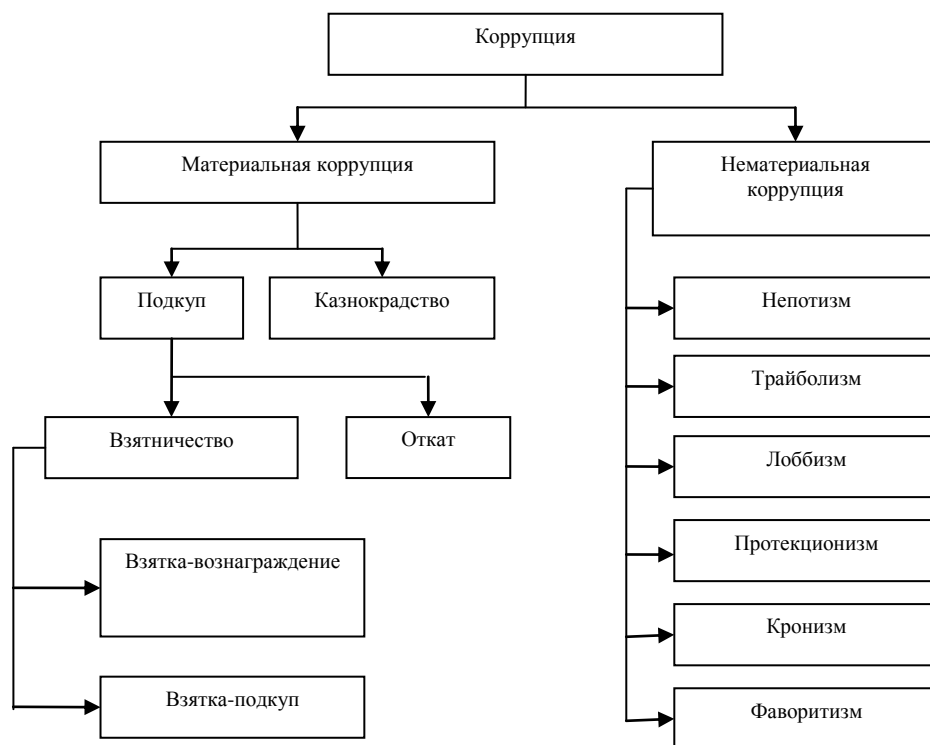 Коррупция
Материальная коррупция
Нематериальная
коррупция
Подкуп
Казнокрадство
Непотизм
Трайболизм
Взятничество
Откат
Лоббизм
Взятка-вознаграждение
Протекционизм
Кронизм
Взятка-подкуп
Фаворитизм